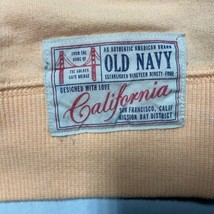 FROM THE
HOME OF
THE GOLDEN
GATE BRIDGE
AN AUTHENTIC AMERICAN BRAND
OLD NAVY
ESTABLISHED NINETEEN NINETY-FOUR
DESIGNED WITH LOVE
California
SAN FRANCISCO, CALIF
MISSION BAY DISTRICT